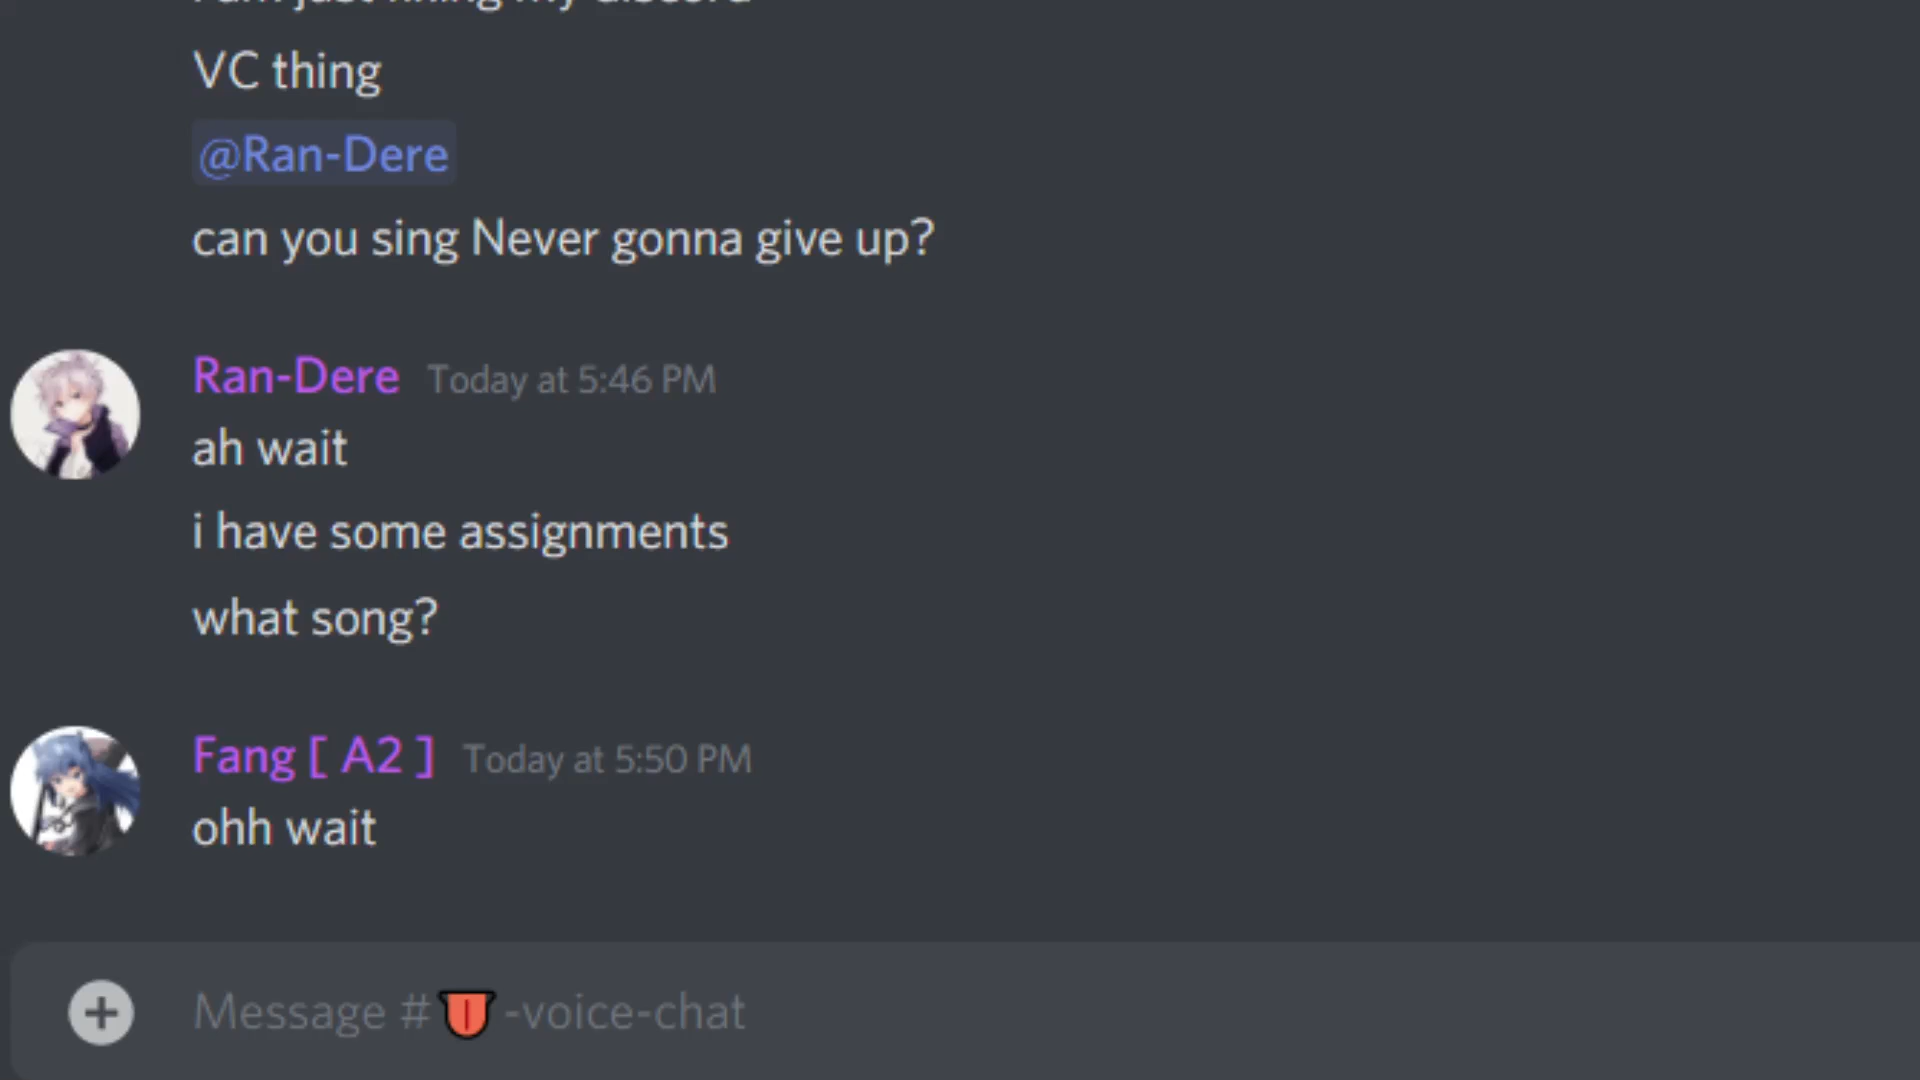 VC thing
@Ran-Dere
can you sing Never gonna give up?
Ran-Dere Today at 5:46 PM
ah wait
i have some assignments
what song?
Fang [ A2 ] Today at 5:50 PM
ohh wait
Message #👅-voice-chat